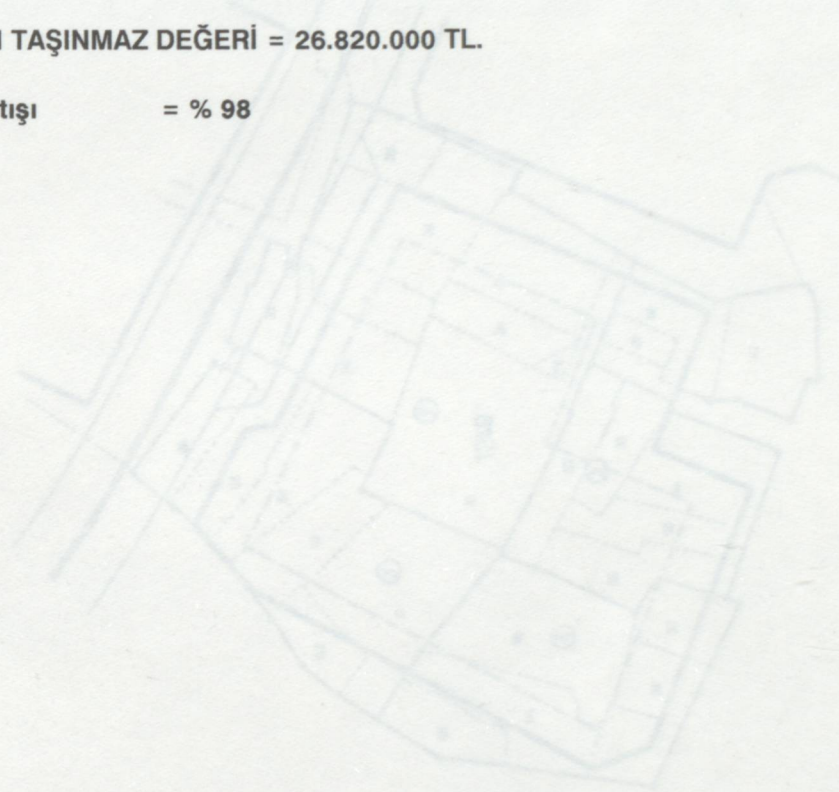 TAŞINMAZ DEĞERİ = 26.820.000 TL.
tışı = % 98